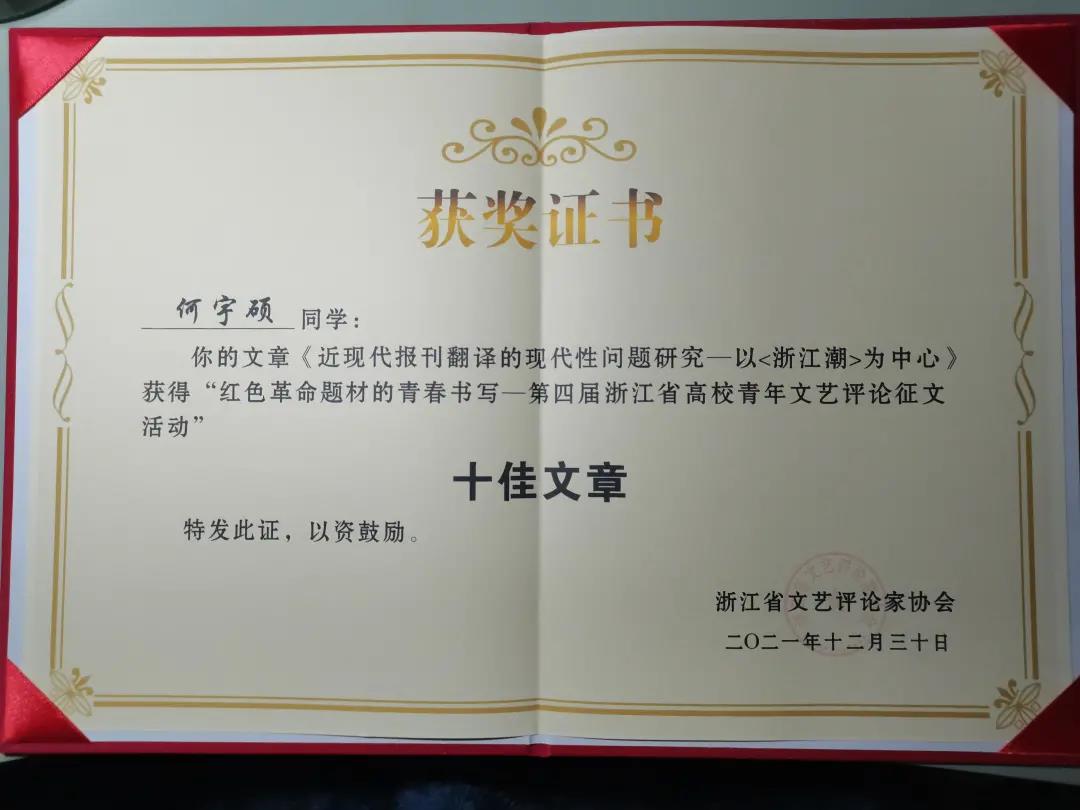 获奖证书
何宇硕 同学：
你的文章《近现代报刊翻译的现代性问题研究—以<浙江潮>为中心》
获得“红色革命题材的青春书写—第四届浙江省高校青年文艺评论征文
活动”
十佳文章
特发此证，以资鼓励。
浙江省文艺评论家协会
二〇二一年十二月三十日